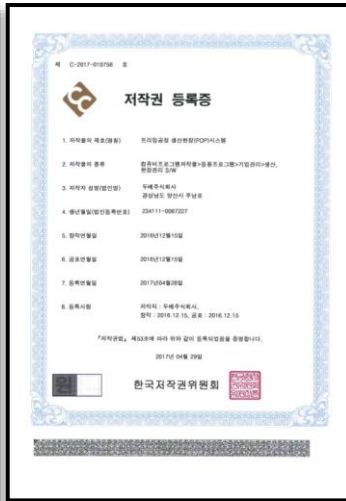 제 C-2017-010758 호
저작권 등록증
1. 저작물의 제호(명칭) 프리임공정 생산현장(POP)시스템
2. 저작물의 종류 컴퓨터프로그램저작물>응용프로그램>기업관리>생산,
현장관리 S/W
3. 저작자 성명(법인명) 두배주식회사
경상남도 양산시 주남로
4. 생년월일(법인등록번호) 234111-0067227
5. 창작연월일 2016년12월15일
6. 공표연월일 2016년12월15일
7. 등록연월일 2017년04월28일
8. 등록사항 저작자 : 두배주식회사,
창작 : 2016.12.15, 공표 : 2016.12.15
『저작권법』 제53조에 따라 위와 같이 등록되었음을 증명합니다.
2017년 04월 29일
한국저작권위원회